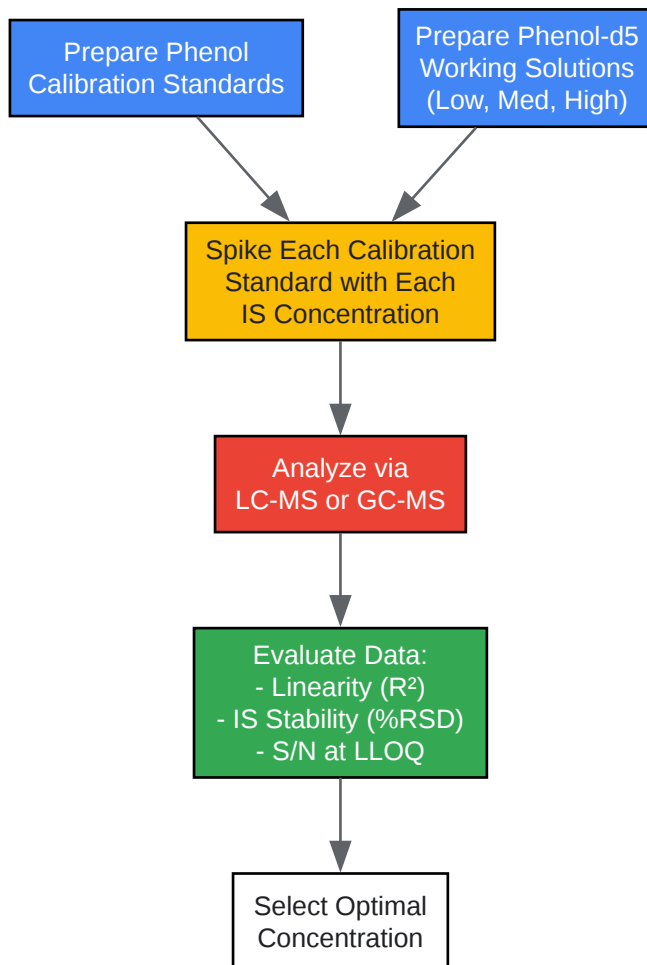 Prepare Phenol
Calibration Standards
Prepare Phenol-d5
Working Solutions
(Low, Med, High)
Spike Each Calibration
Standard with Each
IS Concentration
Analyze via
LC-MS or GC-MS
Evaluate Data:
- Linearity (R²)
- IS Stability (%RSD)
- S/N at LLOQ
Select Optimal
Concentration